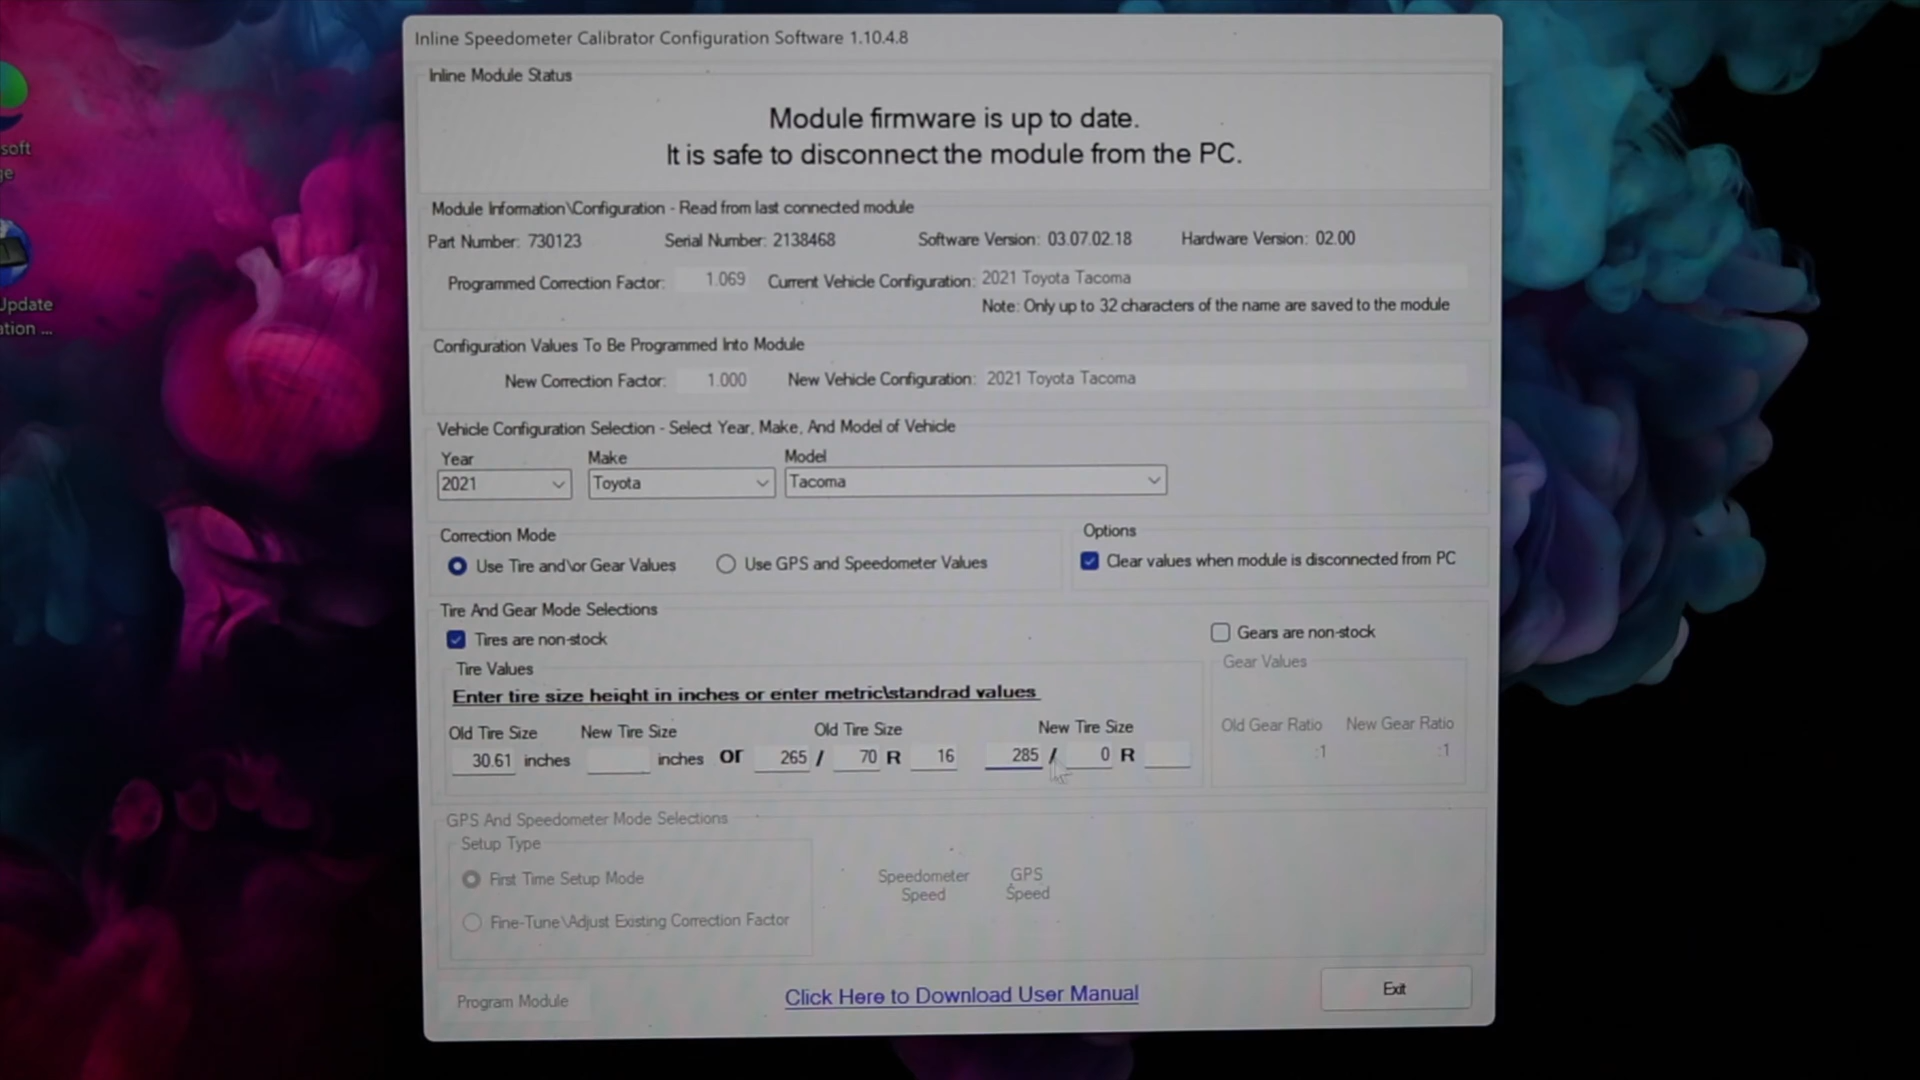 Inline Speedometer Calibrator Configuration Software 1.10.4.8
Inline Module Status
Module firmware is up to date.
It is safe to disconnect the module from the PC.
Module Information\Configuration - Read from last connected module
Part Number: 730123 Serial Number: 2138468 Software Version: 03.07.02.18 Hardware Version: 02.00
Programmed Correction Factor: 1.069 Current Vehicle Configuration: 2021 Toyota Tacoma
Note: Only up to 32 characters of the name are saved to the module
Configuration Values To Be Programmed Into Module
New Correction Factor: 1.000 New Vehicle Configuration: 2021 Toyota Tacoma
Vehicle Configuration Selection - Select Year, Make, And Model of Vehicle
Year Make Model
2021 Toyota Tacoma
Correction Mode Options
Use Tire and\or Gear Values Use GPS and Speedometer Values Clear values when module is disconnected from PC
Tire And Gear Mode Selections
Tires are non-stock Gears are non-stock
Tire Values Gear Values
Enter tire size height in inches or enter metric\standrad values
Old Tire Size New Tire Size Old Tire Size New Tire Size Old Gear Ratio New Gear Ratio
30.61 inches inches or 265 / 70 R 16 285 / 0 R :1 :1
GPS And Speedometer Mode Selections
Setup Type
First Time Setup Mode
Speedometer Speed GPS Speed
Fine-Tune\Adjust Existing Correction Factor
Program Module Click Here to Download User Manual Exit
soft
ge
Update
ation ...